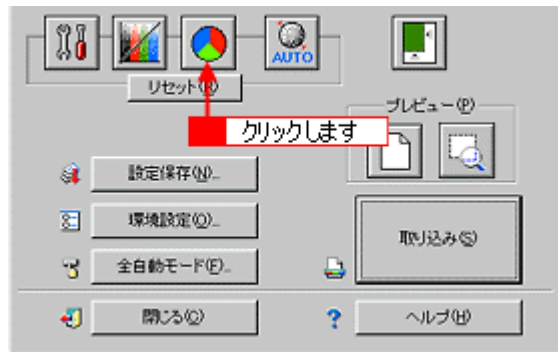 AUTO
リセット(R)
プレビュー(P)
クリックします
設定保存(N)...
環境設定(O)...
取り込み(S)
全自動モード(F)...
閉じる(C)
ヘルプ(H)